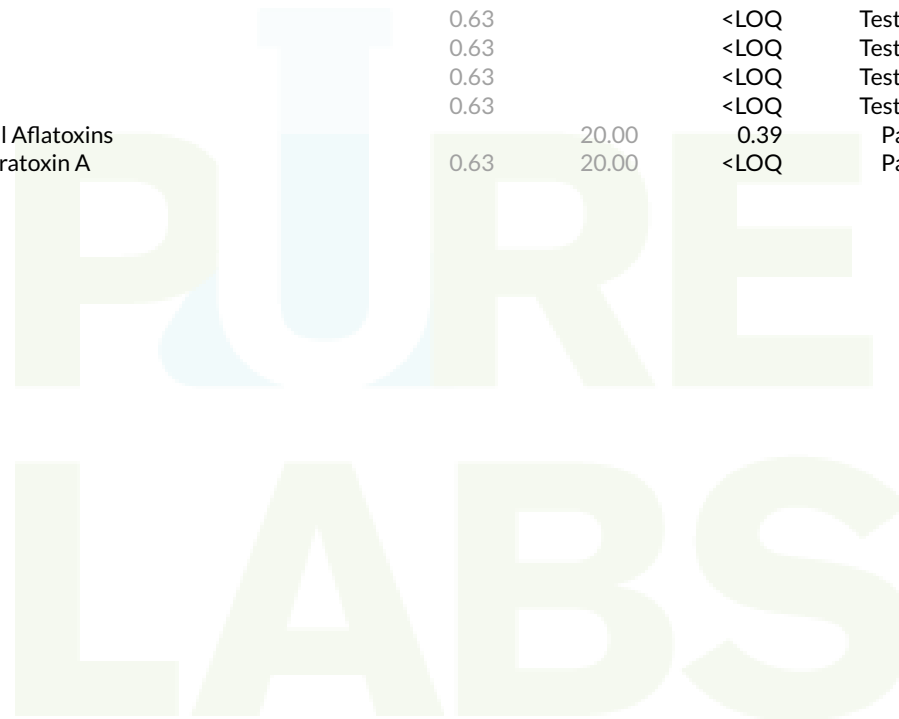 0.63 <LOQ Test
0.63 <LOQ Test
0.63 <LOQ Test
0.63 <LOQ Test
l Aflatoxins 20.00 0.39 Pa
ratoxin A 0.63 20.00 <LOQ Pa
PURE
LABS